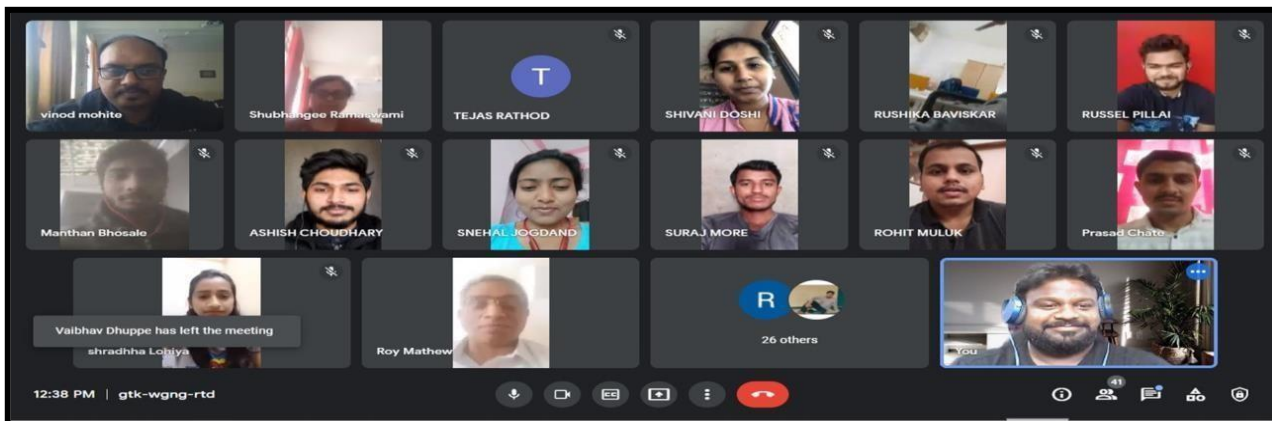 vinod mohite
Shubhangee Ramaswami
T
TEJAS RATHOD
SHIVANI DOSHI
RUSHIKA BAVISKAR
RUSSEL PILLAI
Manthan Bhosale
ASHISH CHOUDHARY
SNEHAL JOGDAND
SURAJ MORE
ROHIT MULUK
Prasad Chate
Vaibhav Dhuppe has left the meeting
shradhha Lohiya
Roy Mathew
R
26 others
You
12:38 PM | gtk-wgng-rtd
CC
41